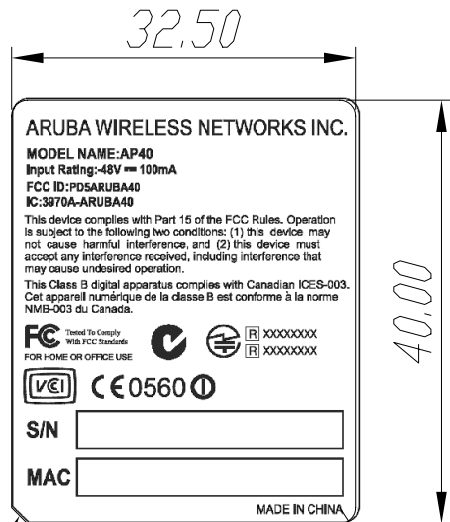 32.50
ARUBA WIRELESS NETWORKS INC.
MODEL NAME:AP40
Input Rating:-48V ⎓ 100mA
FCC ID:PD5ARUBA40
IC:3970A-ARUBA40
This device complies with Part 15 of the FCC Rules. Operation
is subject to the following two conditions: (1) this device may
not cause harmful interference, and (2) this device must
accept any interference received, including interference that
may cause undesired operation.
This Class B digital apparatus complies with Canadian ICES-003.
Cet appareil numérique de la classe B est conforme à la norme
NMB-003 du Canada.
FC Tested To Comply
With FCC Standards
FOR HOME OR OFFICE USE
R XXXXXXXX
R XXXXXXXX
VCI CE0560
S/N
MAC
MADE IN CHINA
40.00